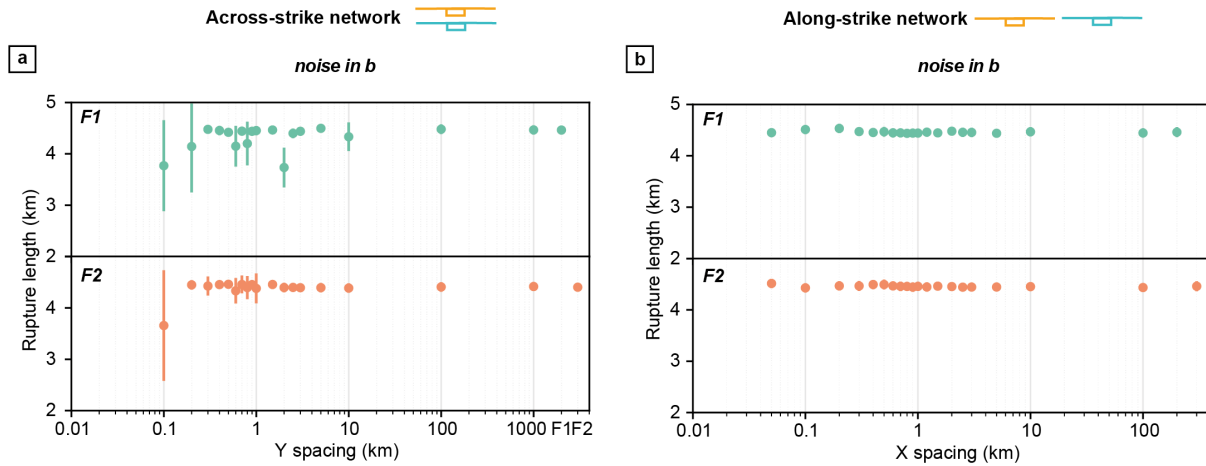 Across-strike network
Along-strike network
a
noise in b
b
noise in b
F1
5
4
3
2
F2
4
3
2
Rupture length (km)
0.01 0.1 1 10 100 1000 F1F2
Y spacing (km)
F1
5
4
3
2
F2
4
3
2
Rupture length (km)
0.01 0.1 1 10 100
X spacing (km)